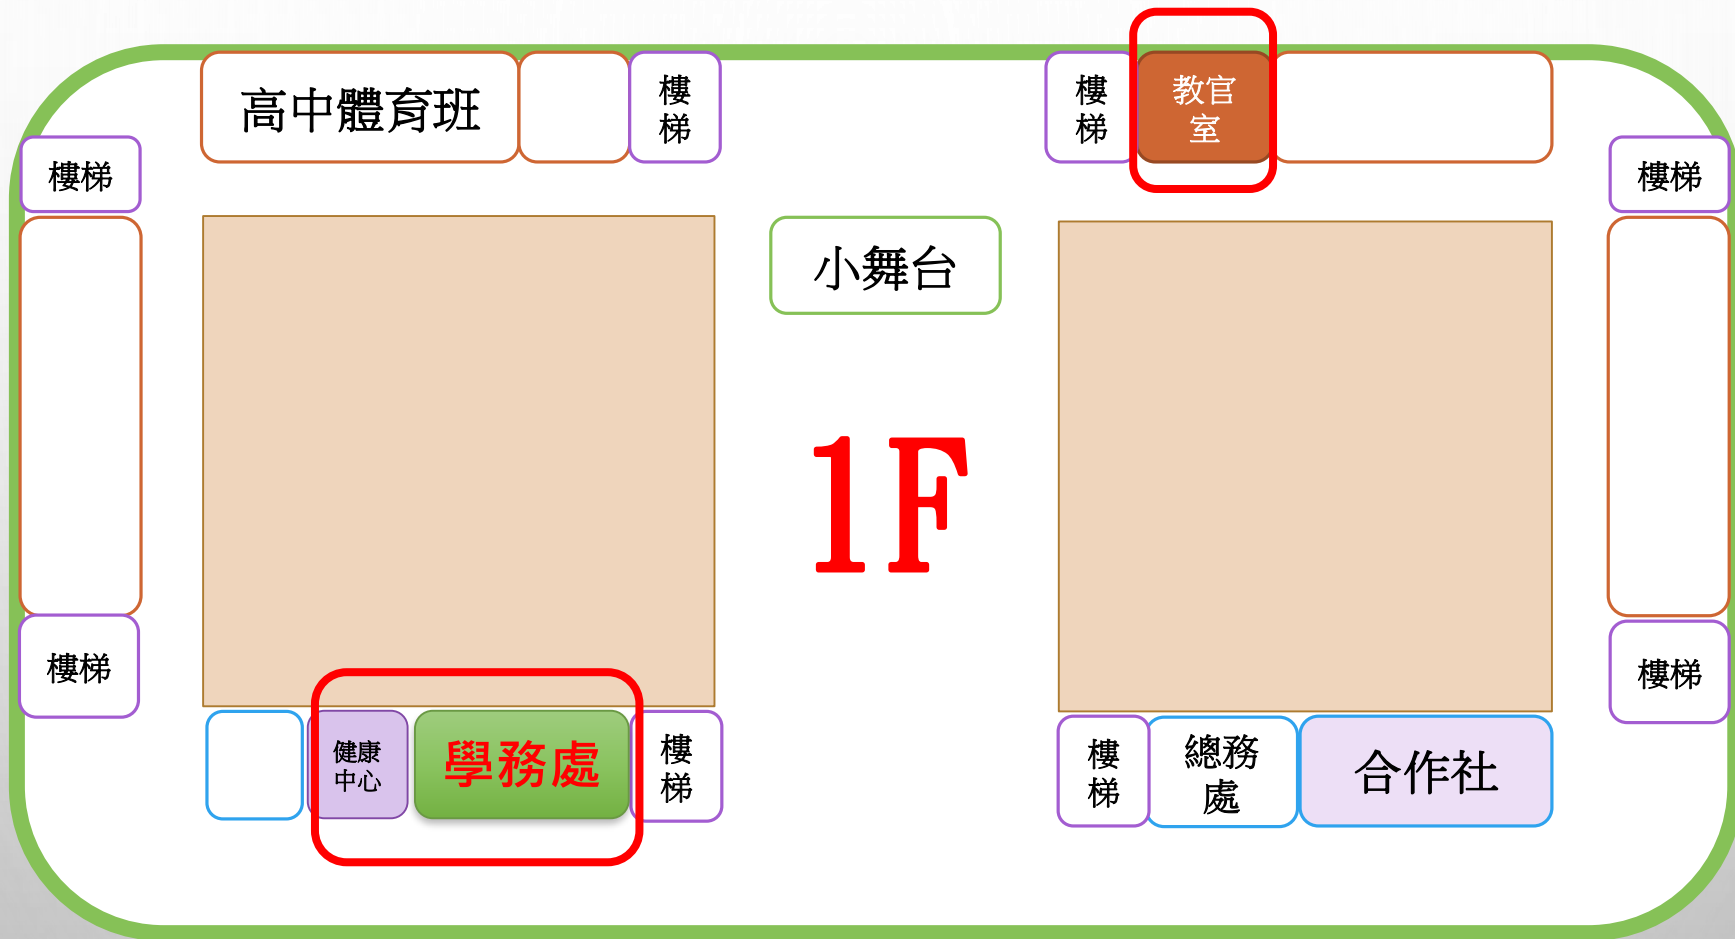 高中體育班
樓
梯
樓
梯
教官
室
樓梯
樓梯
小舞台
1F
樓梯
樓梯
健康
中心
學務處
樓
梯
樓
梯
總務
處
合作社